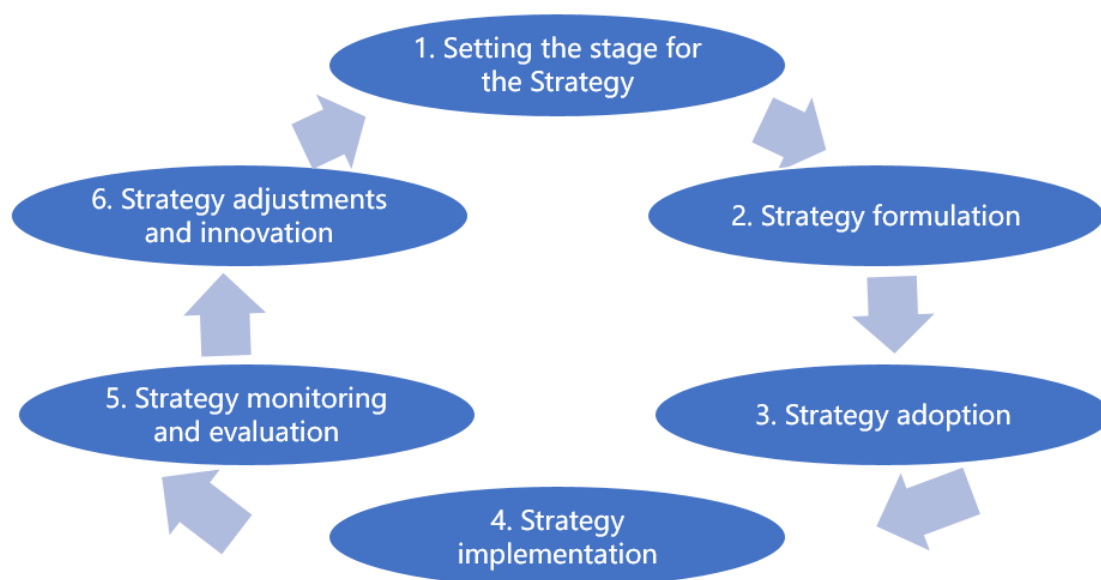 1. Setting the stage for
the Strategy
2. Strategy formulation
3. Strategy adoption
4. Strategy
implementation
5. Strategy monitoring
and evaluation
6. Strategy adjustments
and innovation